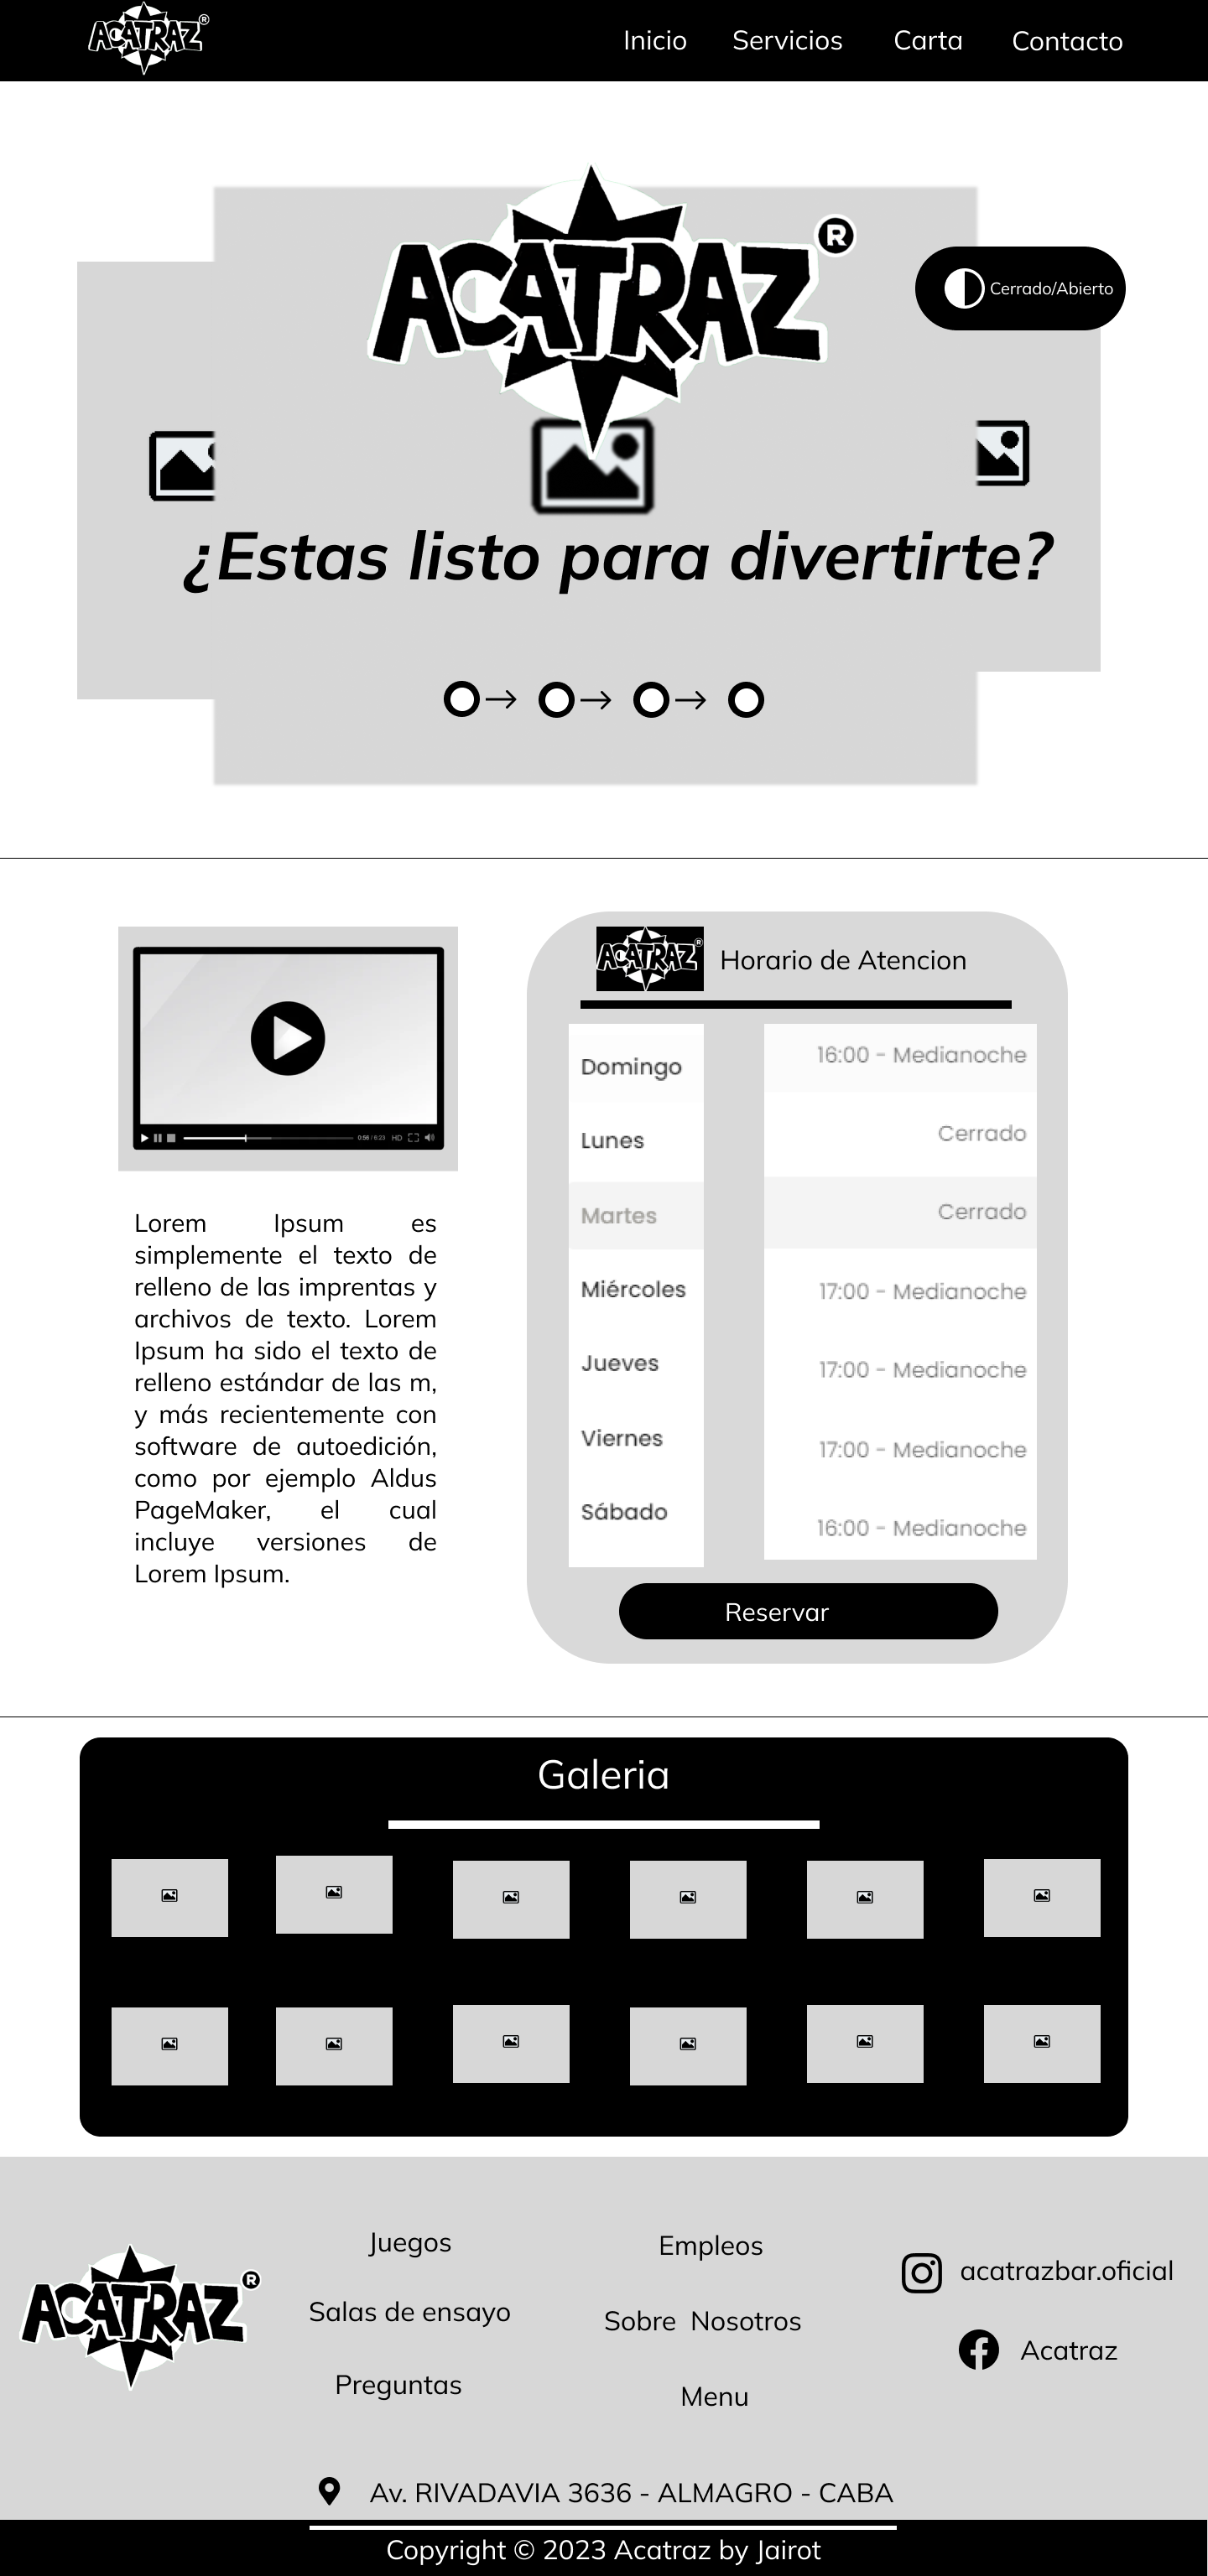 ACATRAZ®
Inicio
Servicios
Carta
Contacto
ACATRAZ®
Cerrado/Abierto
¿Estas listo para divertirte?
ACATRAZ®
Horario de Atencion
Domingo
16:00 - Medianoche
Lunes
Cerrado
Martes
Cerrado
Miércoles
17:00 - Medianoche
Jueves
17:00 - Medianoche
Viernes
17:00 - Medianoche
Sábado
16:00 - Medianoche
Reservar
0:56 / 6:23 HD
Lorem Ipsum es
simplemente el texto de
relleno de las imprentas y
archivos de texto. Lorem
Ipsum ha sido el texto de
relleno estándar de las m,
y más recientemente con
software de autoedición,
como por ejemplo Aldus
PageMaker, el cual
incluye versiones de
Lorem Ipsum.
Galeria
ACATRAZ®
Juegos
Salas de ensayo
Preguntas
Empleos
Sobre Nosotros
Menu
acatrazbar.oficial
Acatraz
Av. RIVADAVIA 3636 - ALMAGRO - CABA
Copyright © 2023 Acatraz by Jairot